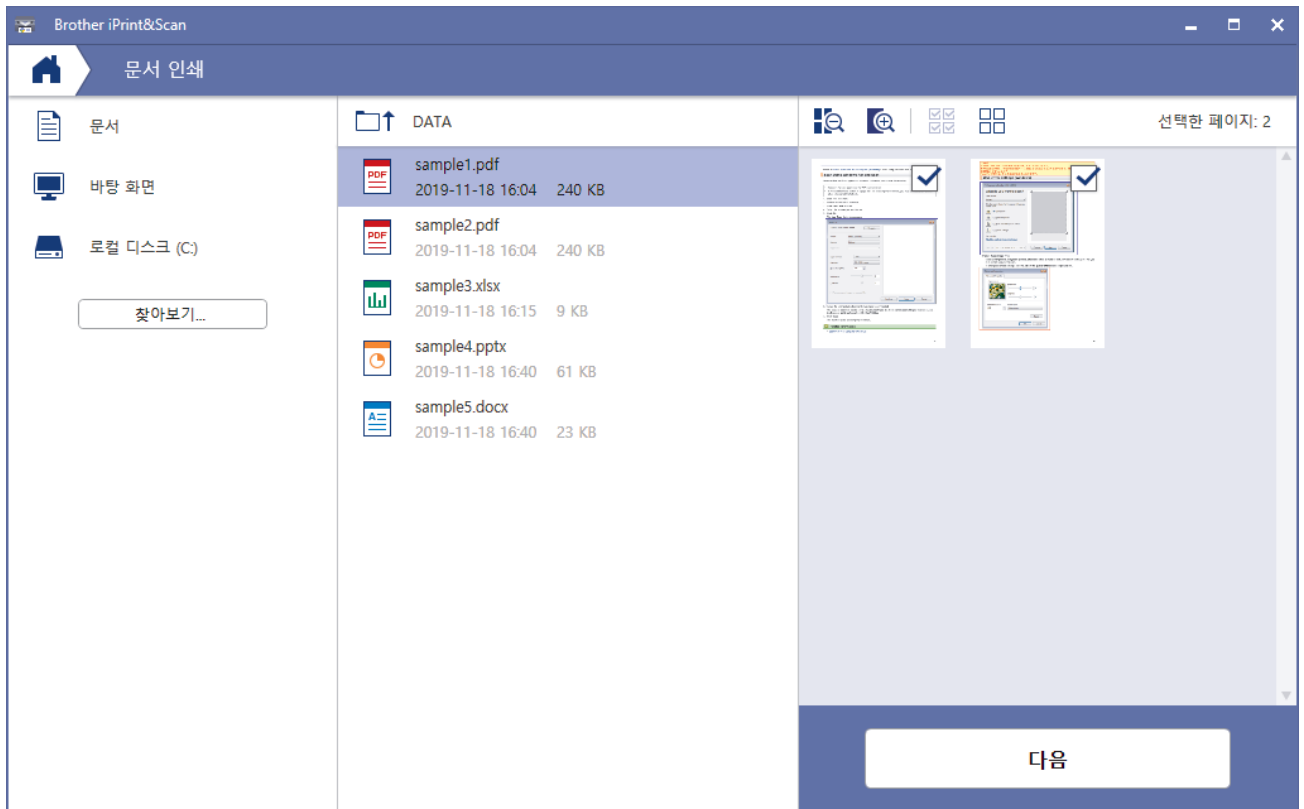 Brother iPrint&Scan
문서 인쇄
문서
바탕 화면
로컬 디스크 (C:)
찾아보기...
DATA
sample1.pdf
2019-11-18 16:04 240 KB
sample2.pdf
2019-11-18 16:04 240 KB
sample3.xlsx
2019-11-18 16:15 9 KB
sample4.pptx
2019-11-18 16:40 61 KB
sample5.docx
2019-11-18 16:40 23 KB
PDF
PDF
A
선택한 페이지: 2
다음